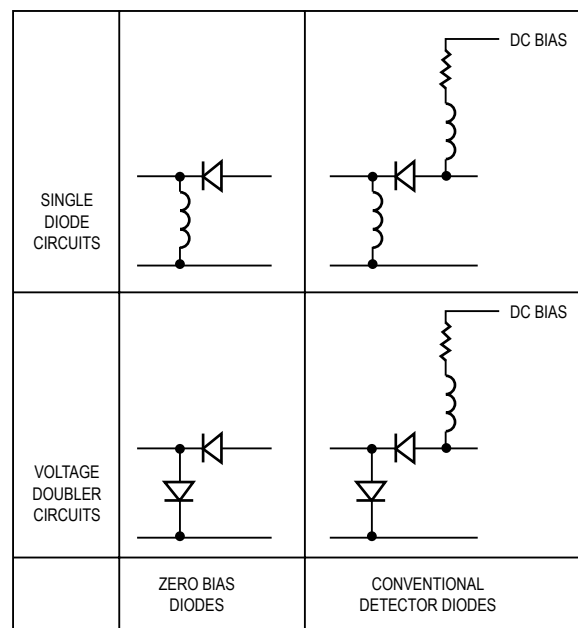 DC BIAS
SINGLE
DIODE
CIRCUITS
DC BIAS
VOLTAGE
DOUBLER
CIRCUITS
ZERO BIAS
DIODES
CONVENTIONAL
DETECTOR DIODES